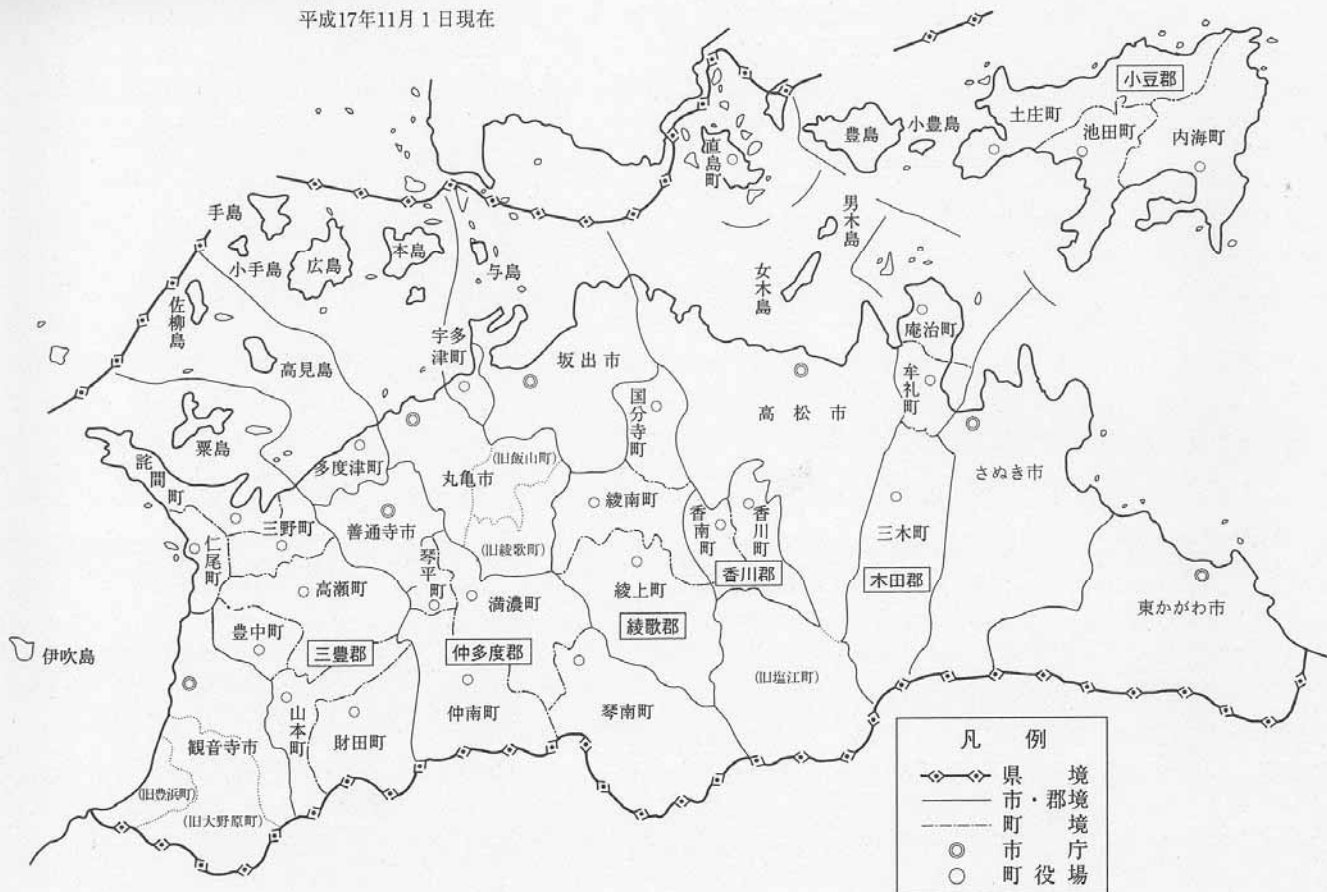 平成17年11月1日現在
小豆郡
土庄町
池田町
内海町
小豊島
豊島
直島町
男木島
女木島
手島
小手島
広島
本島
与島
佐柳島
高見島
粟島
宇多津町
坂出市
国分寺町
高松市
庵治町
牟礼町
さぬき市
詫間町
多度津町
丸亀市
(旧飯山町)
綾南町
香南町
香川町
三木町
仁尾町
三野町
善通寺市
琴平町
(旧綾歌町)
香川郡
木田郡
高瀬町
満濃町
綾上町
綾歌郡
東かがわ市
伊吹島
豊中町
三豊郡
仲多度郡
(旧塩江町)
観音寺市
山本町
財田町
仲南町
琴南町
(旧豊浜町)
(旧大野原町)
凡例
県境
市・郡境
町境
市庁
町役場